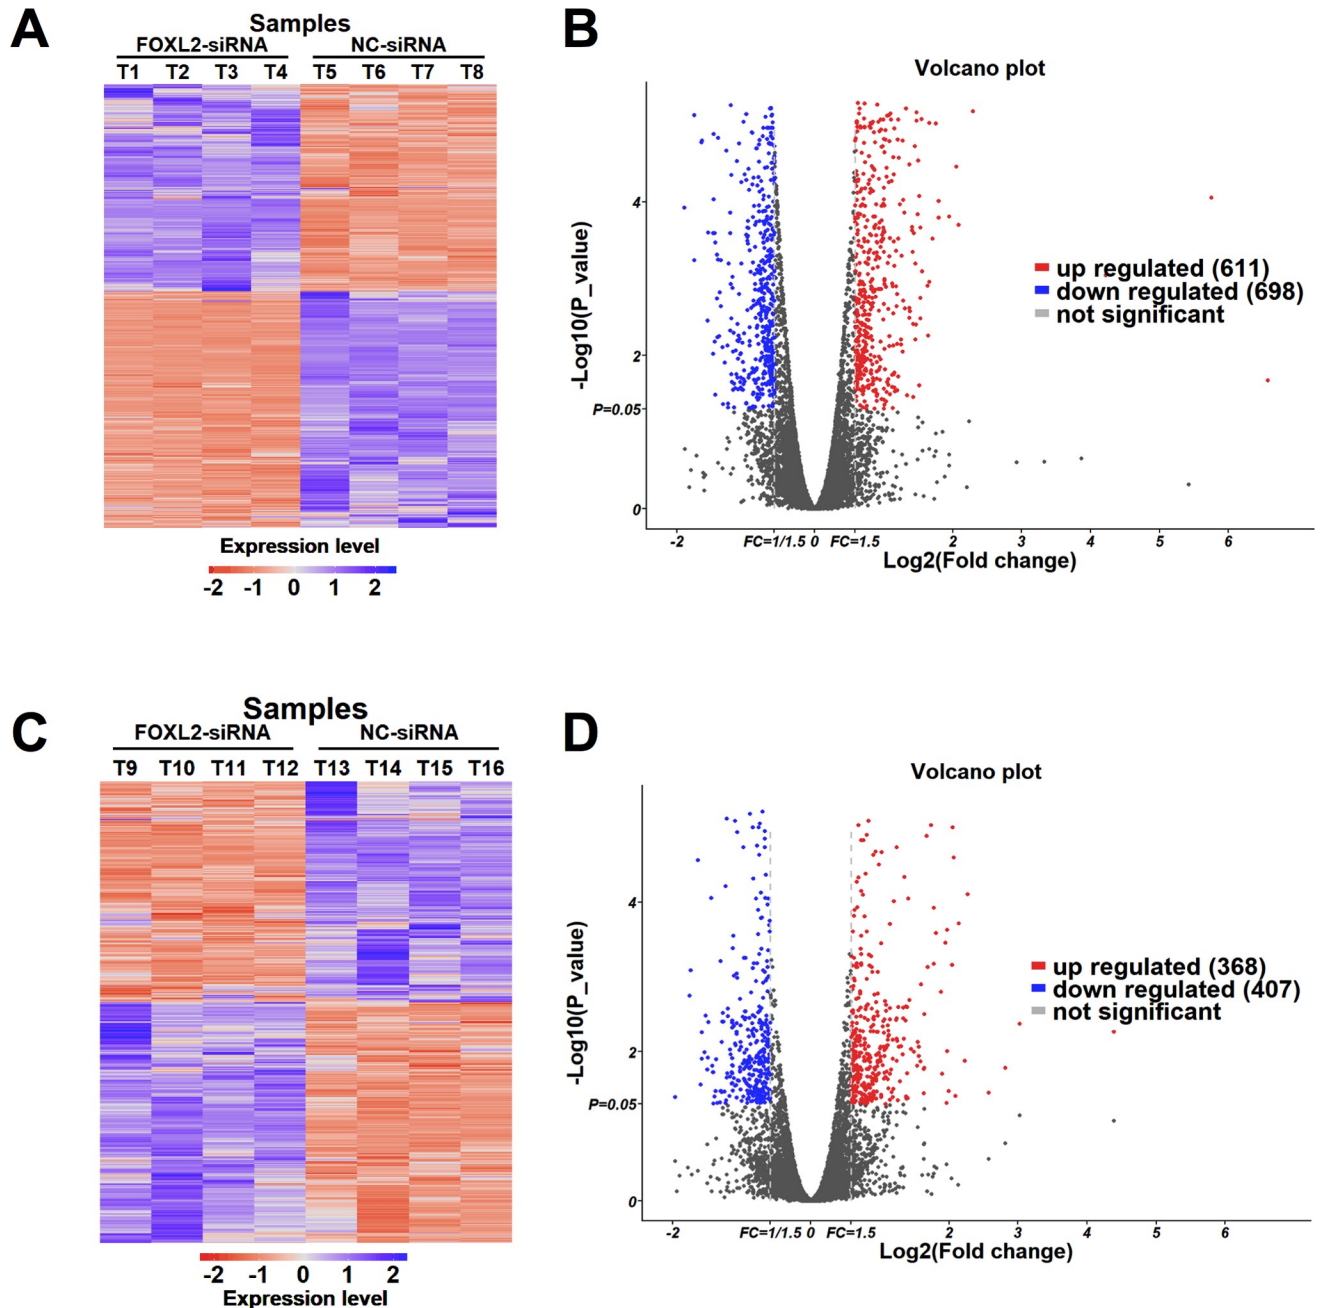 A
Samples
FOXL2-siRNA NC-siRNA
T1 T2 T3 T4 T5 T6 T7 T8
Expression level
-2 -1 0 1 2
B
Volcano plot
-Log10(P_value)
4
2
P=0.05
0
up regulated (611)
down regulated (698)
not significant
-2 FC=1/1.5 0 FC=1.5 2 3 4 5 6
Log2(Fold change)
C
Samples
FOXL2-siRNA NC-siRNA
T9 T10 T11 T12 T13 T14 T15 T16
-2 -1 0 1 2
Expression level
D
Volcano plot
-Log10(P_value)
4
2
P=0.05
0
up regulated (368)
down regulated (407)
not significant
-2 FC=1/1.5 0 FC=1.5 2 3 4 5 6
Log2(Fold change)